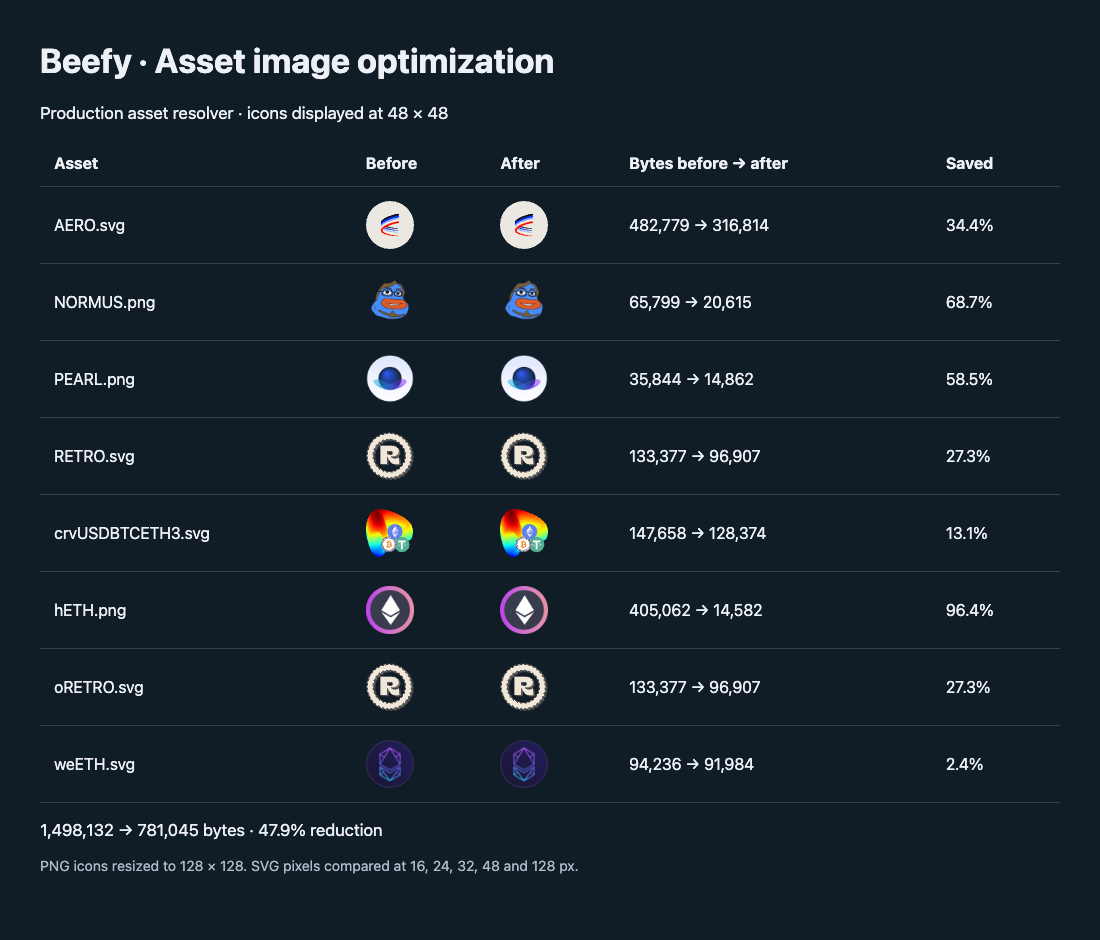 Beefy · Asset image optimization
Production asset resolver · icons displayed at 48 × 48
Asset Before After Bytes before → after Saved
AERO.svg 482,779 → 316,814 34.4%
NORMUS.png 65,799 → 20,615 68.7%
PEARL.png 35,844 → 14,862 58.5%
RETRO.svg 133,377 → 96,907 27.3%
crvUSDBTCETH3.svg 147,658 → 128,374 13.1%
hETH.png 405,062 → 14,582 96.4%
oRETRO.svg 133,377 → 96,907 27.3%
weETH.svg 94,236 → 91,984 2.4%
1,498,132 → 781,045 bytes · 47.9% reduction
PNG icons resized to 128 × 128. SVG pixels compared at 16, 24, 32, 48 and 128 px.